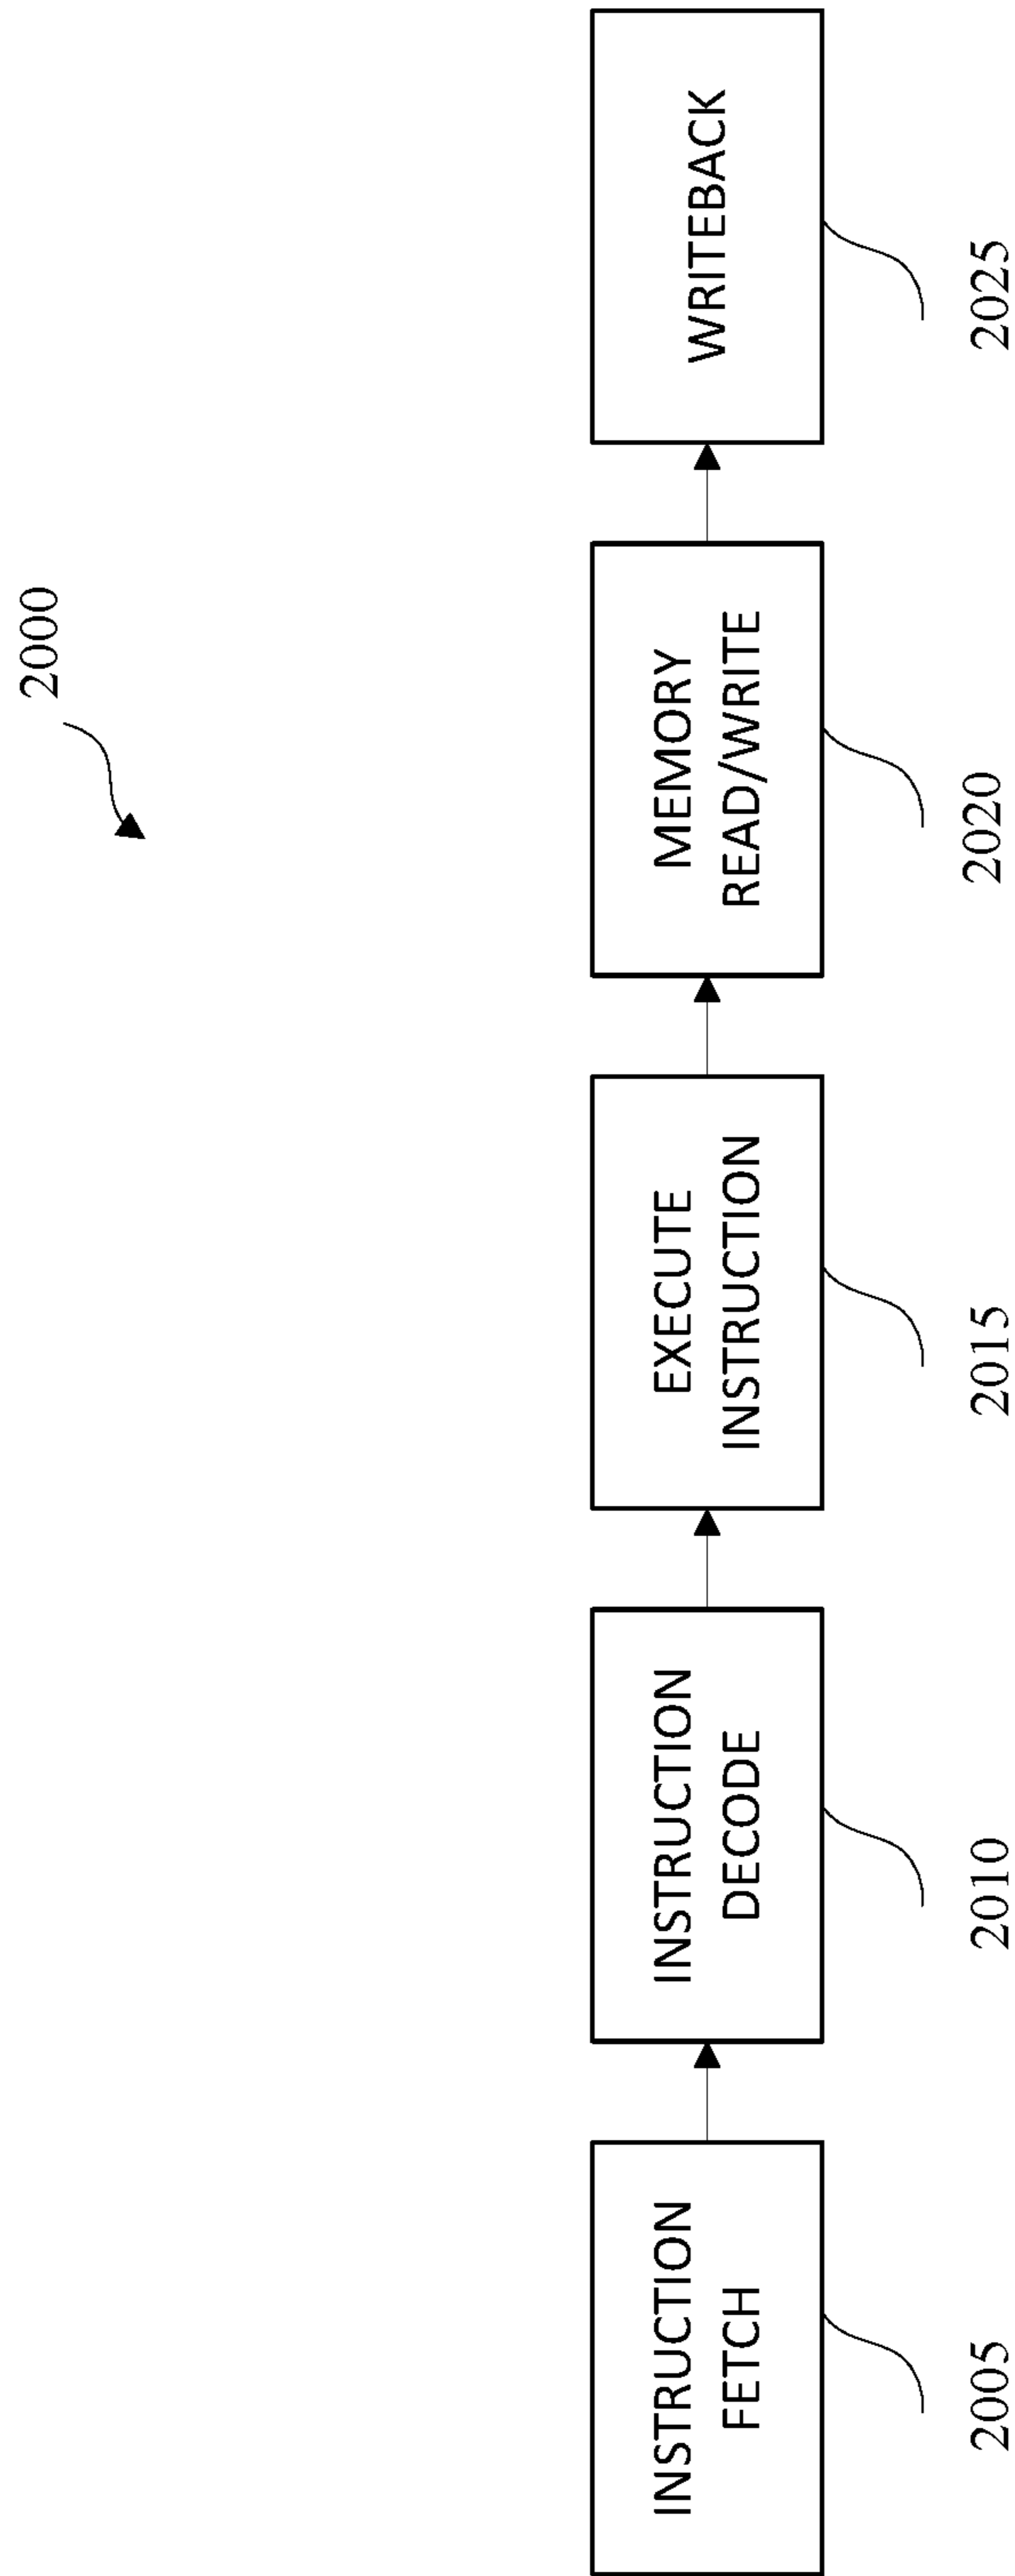 2000
INSTRUCTION
FETCH
INSTRUCTION
DECODE
EXECUTE
INSTRUCTION
MEMORY
READ/WRITE
WRITEBACK
2005
2010
2015
2020
2025